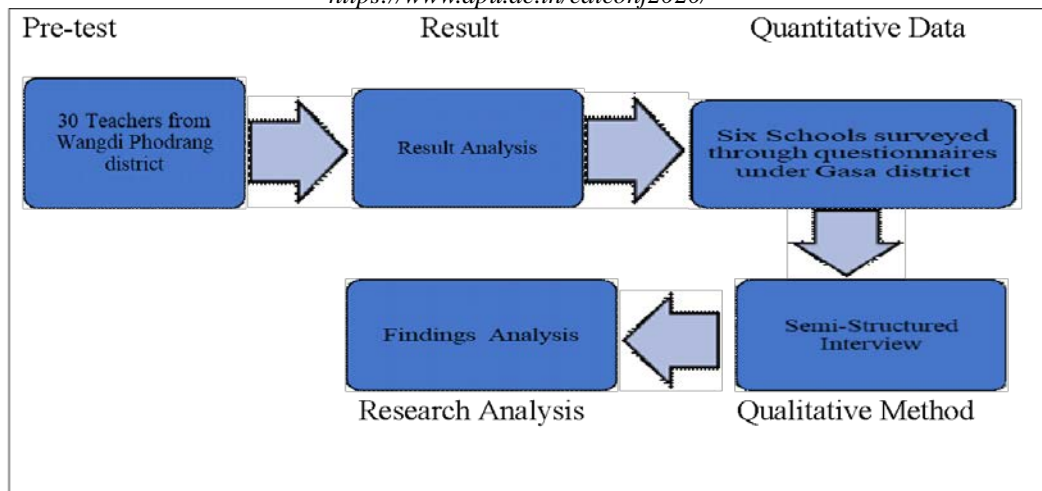 Pre-test Result Quantitative Data
30 Teachers from
Wangdi Phodrang
district
Result Analysis
Six Schools surveyed
through questionnaires
under Gasa district
Semi-Structured
Interview
Findings Analysis
Research Analysis Qualitative Method